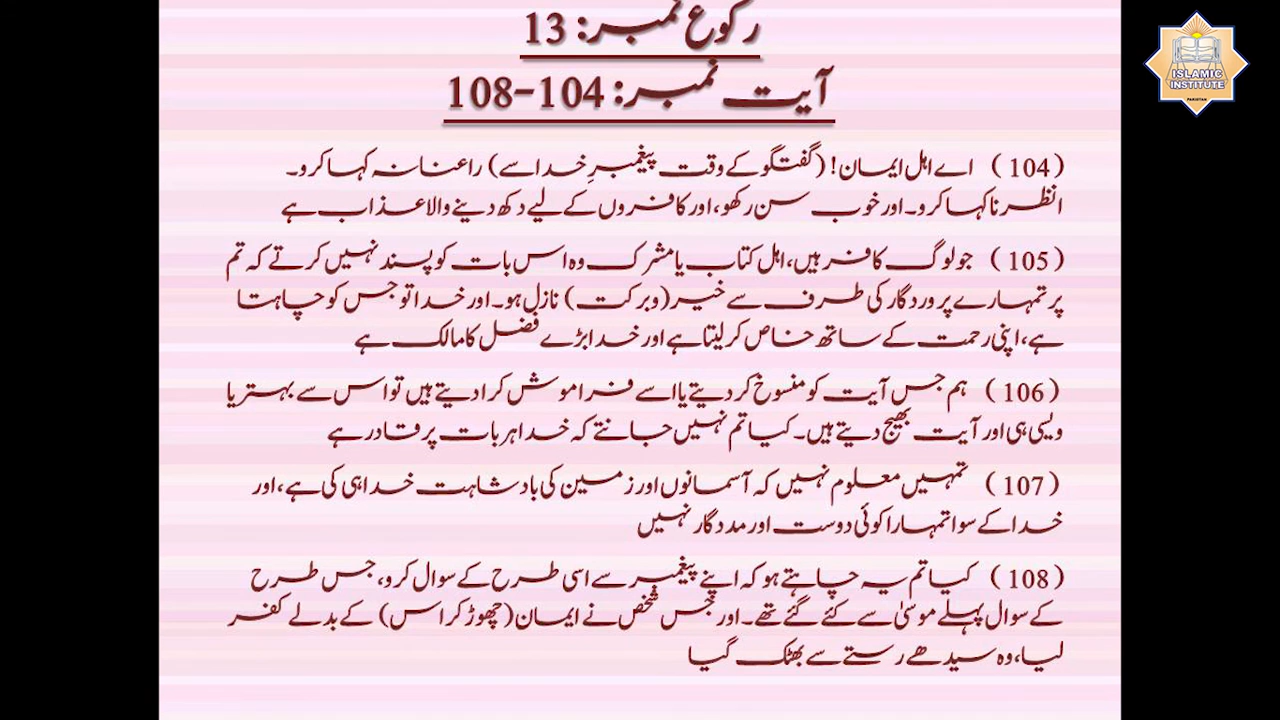 رکوع نمبر: 13
آیت نمبر: 104-108
ISLAMIC
INSTITUTE
PAKISTAN
(104) اے اہل ایمان! (گفتگو کے وقت پیغمبرِ خدا سے) راعنا نہ کہا کرو۔
انظرنا کہا کرو۔ اور خوب سن رکھو، اور کافروں کے لیے دکھ دینے والا عذاب ہے
(105) جو لوگ کافر ہیں، اہل کتاب یا مشرک وہ اس بات کو پسند نہیں کرتے کہ تم
پر تمہارے پروردگار کی طرف سے خیر (وبرکت) نازل ہو۔ اور خدا تو جس کو چاہتا
ہے، اپنی رحمت کے ساتھ خاص کر لیتا ہے اور خدا بڑے فضل کا مالک ہے
(106) ہم جس آیت کو منسوخ کر دیتے یا اسے فراموش کرا دیتے ہیں تو اس سے بہتر یا
ویسی ہی اور آیت بھیج دیتے ہیں۔ کیا تم نہیں جانتے کہ خدا ہر بات پر قادر ہے
(107) تمہیں معلوم نہیں کہ آسمانوں اور زمین کی بادشاہت خدا ہی کی ہے، اور
خدا کے سوا تمہارا کوئی دوست اور مددگار نہیں
(108) کیا تم یہ چاہتے ہو کہ اپنے پیغمبر سے اسی طرح کے سوال کرو، جس طرح
کے سوال پہلے موسیٰ سے کئے گئے تھے۔ اور جس شخص نے ایمان (چھوڑ کر اس) کے بدلے کفر
لیا، وہ سیدھے رستے سے بھٹک گیا